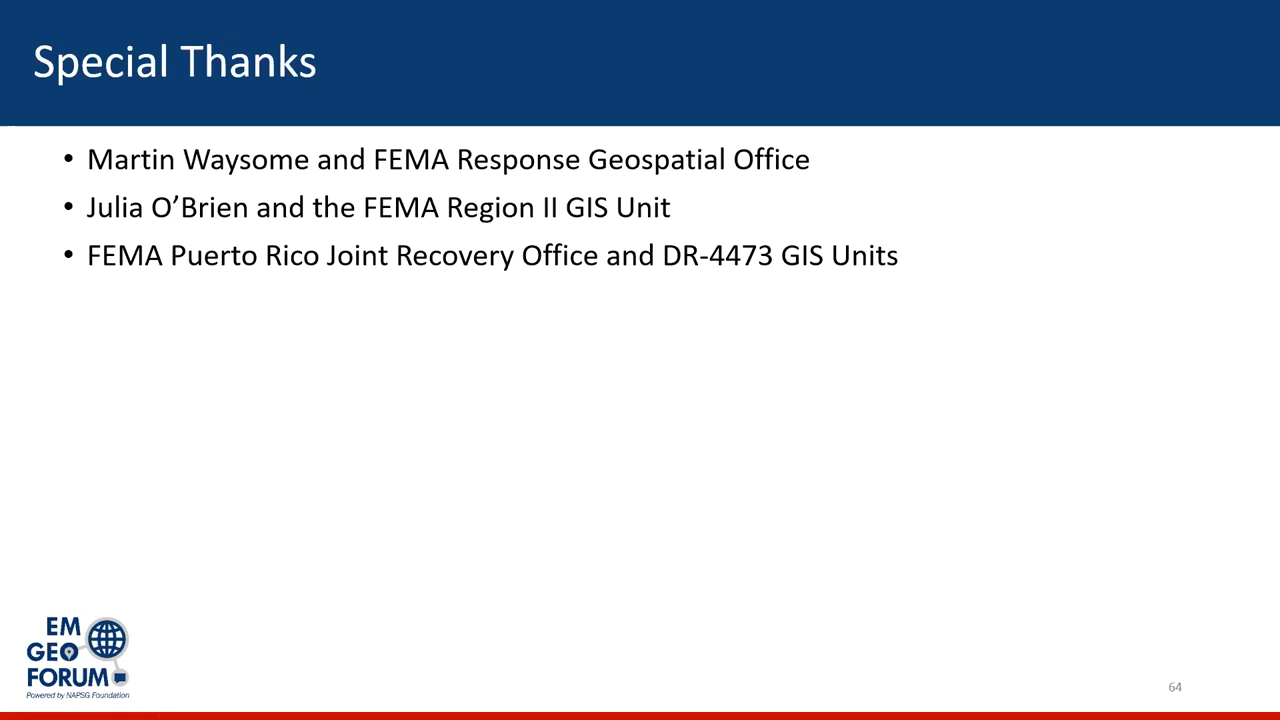 Special Thanks
• Martin Waysome and FEMA Response Geospatial Office
• Julia O’Brien and the FEMA Region II GIS Unit
• FEMA Puerto Rico Joint Recovery Office and DR-4473 GIS Units
EM
GEO
FORUM
Powered by NAPSG Foundation
64